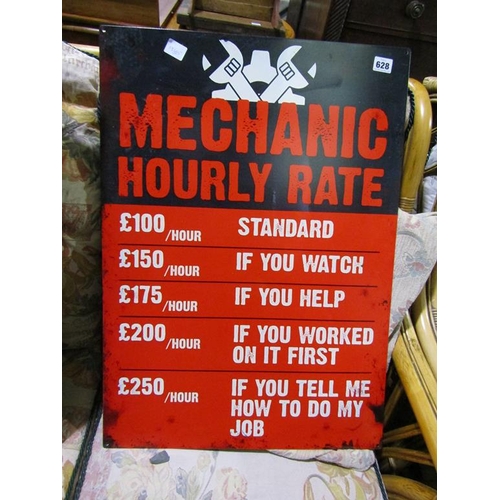 628
MECHANIC
HOURLY RATE
£100/HOUR STANDARD
£150/HOUR IF YOU WATCH
£175/HOUR IF YOU HELP
£200/HOUR IF YOU WORKED
ON IT FIRST
£250/HOUR IF YOU TELL ME
HOW TO DO MY
JOB